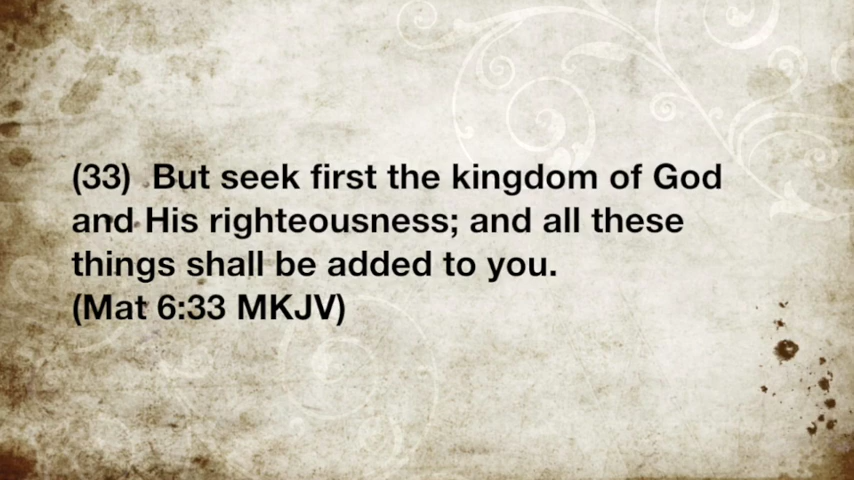 (33)  But seek first the kingdom of God
and His righteousness; and all these
things shall be added to you.
(Mat 6:33 MKJV)